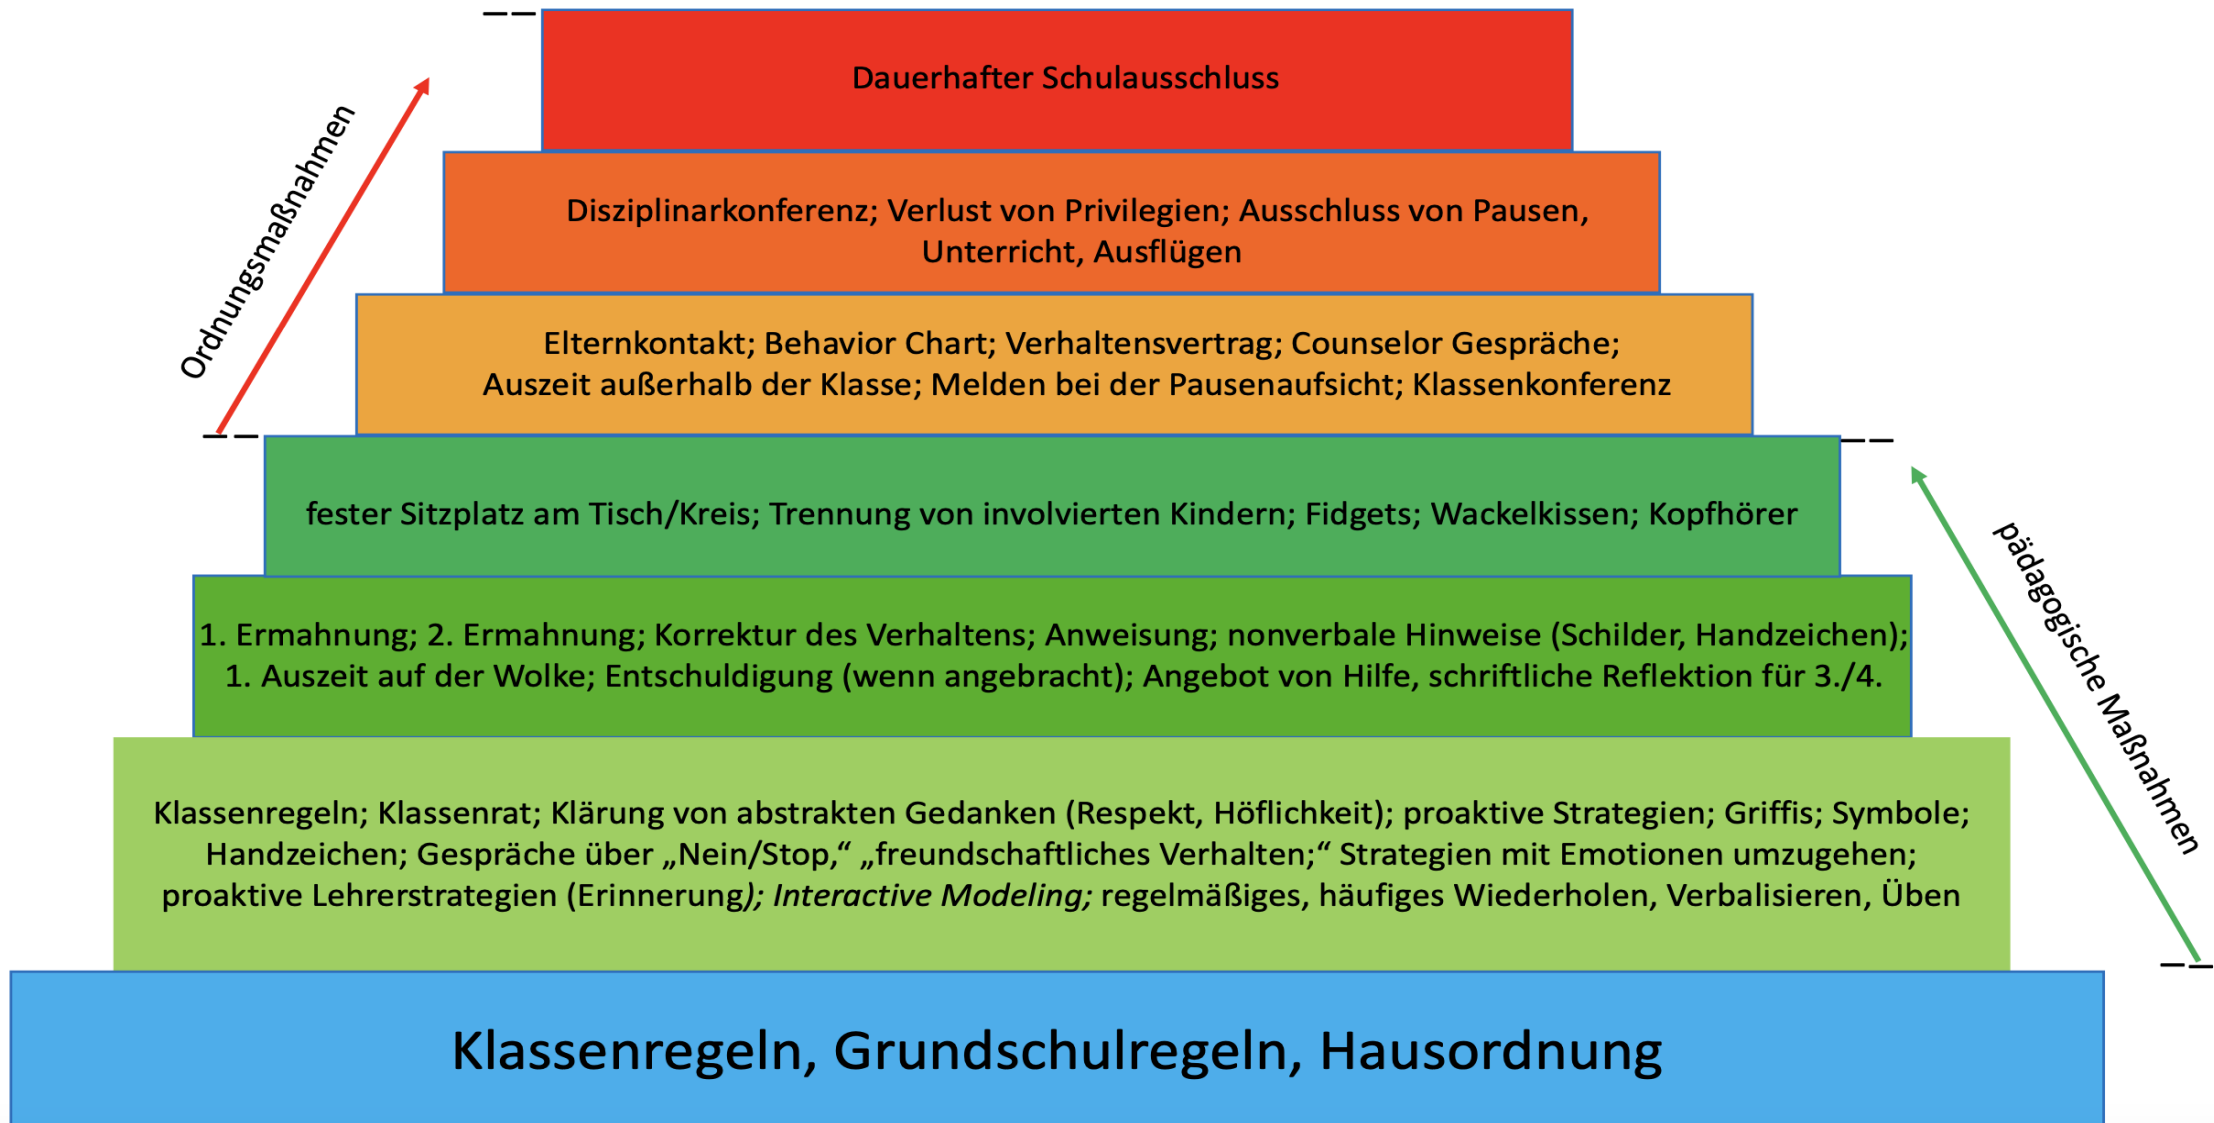 Dauerhafter Schulausschluss
Ordnungsmaßnahmen
Disziplinarkonferenz; Verlust von Privilegien; Ausschluss von Pausen,
Unterricht, Ausflügen
Elternkontakt; Behavior Chart; Verhaltensvertrag; Counselor Gespräche;
Auszeit außerhalb der Klasse; Melden bei der Pausenaufsicht; Klassenkonferenz
fester Sitzplatz am Tisch/Kreis; Trennung von involvierten Kindern; Fidgets; Wackelkissen; Kopfhörer
pädagogische Maßnahmen
1. Ermahnung; 2. Ermahnung; Korrektur des Verhaltens; Anweisung; nonverbale Hinweise (Schilder, Handzeichen);
1. Auszeit auf der Wolke; Entschuldigung (wenn angebracht); Angebot von Hilfe, schriftliche Reflektion für 3./4.
Klassenregeln; Klassenrat; Klärung von abstrakten Gedanken (Respekt, Höflichkeit); proaktive Strategien; Griffis; Symbole;
Handzeichen; Gespräche über „Nein/Stop,“ „freundschaftliches Verhalten;“ Strategien mit Emotionen umzugehen;
proaktive Lehrerstrategien (Erinnerung); Interactive Modeling; regelmäßiges, häufiges Wiederholen, Verbalisieren, Üben
Klassenregeln, Grundschulregeln, Hausordnung